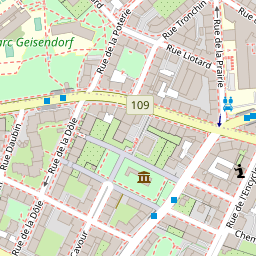 arc Geisendorf
Rue de la Poterie
Rue Tronchin
Rue Liotard
Rue de la Prairie
109
Rue Daubin
Rue de la Dôle
Rue de la Dôle
avour
Rue de l'Encyc
Chem